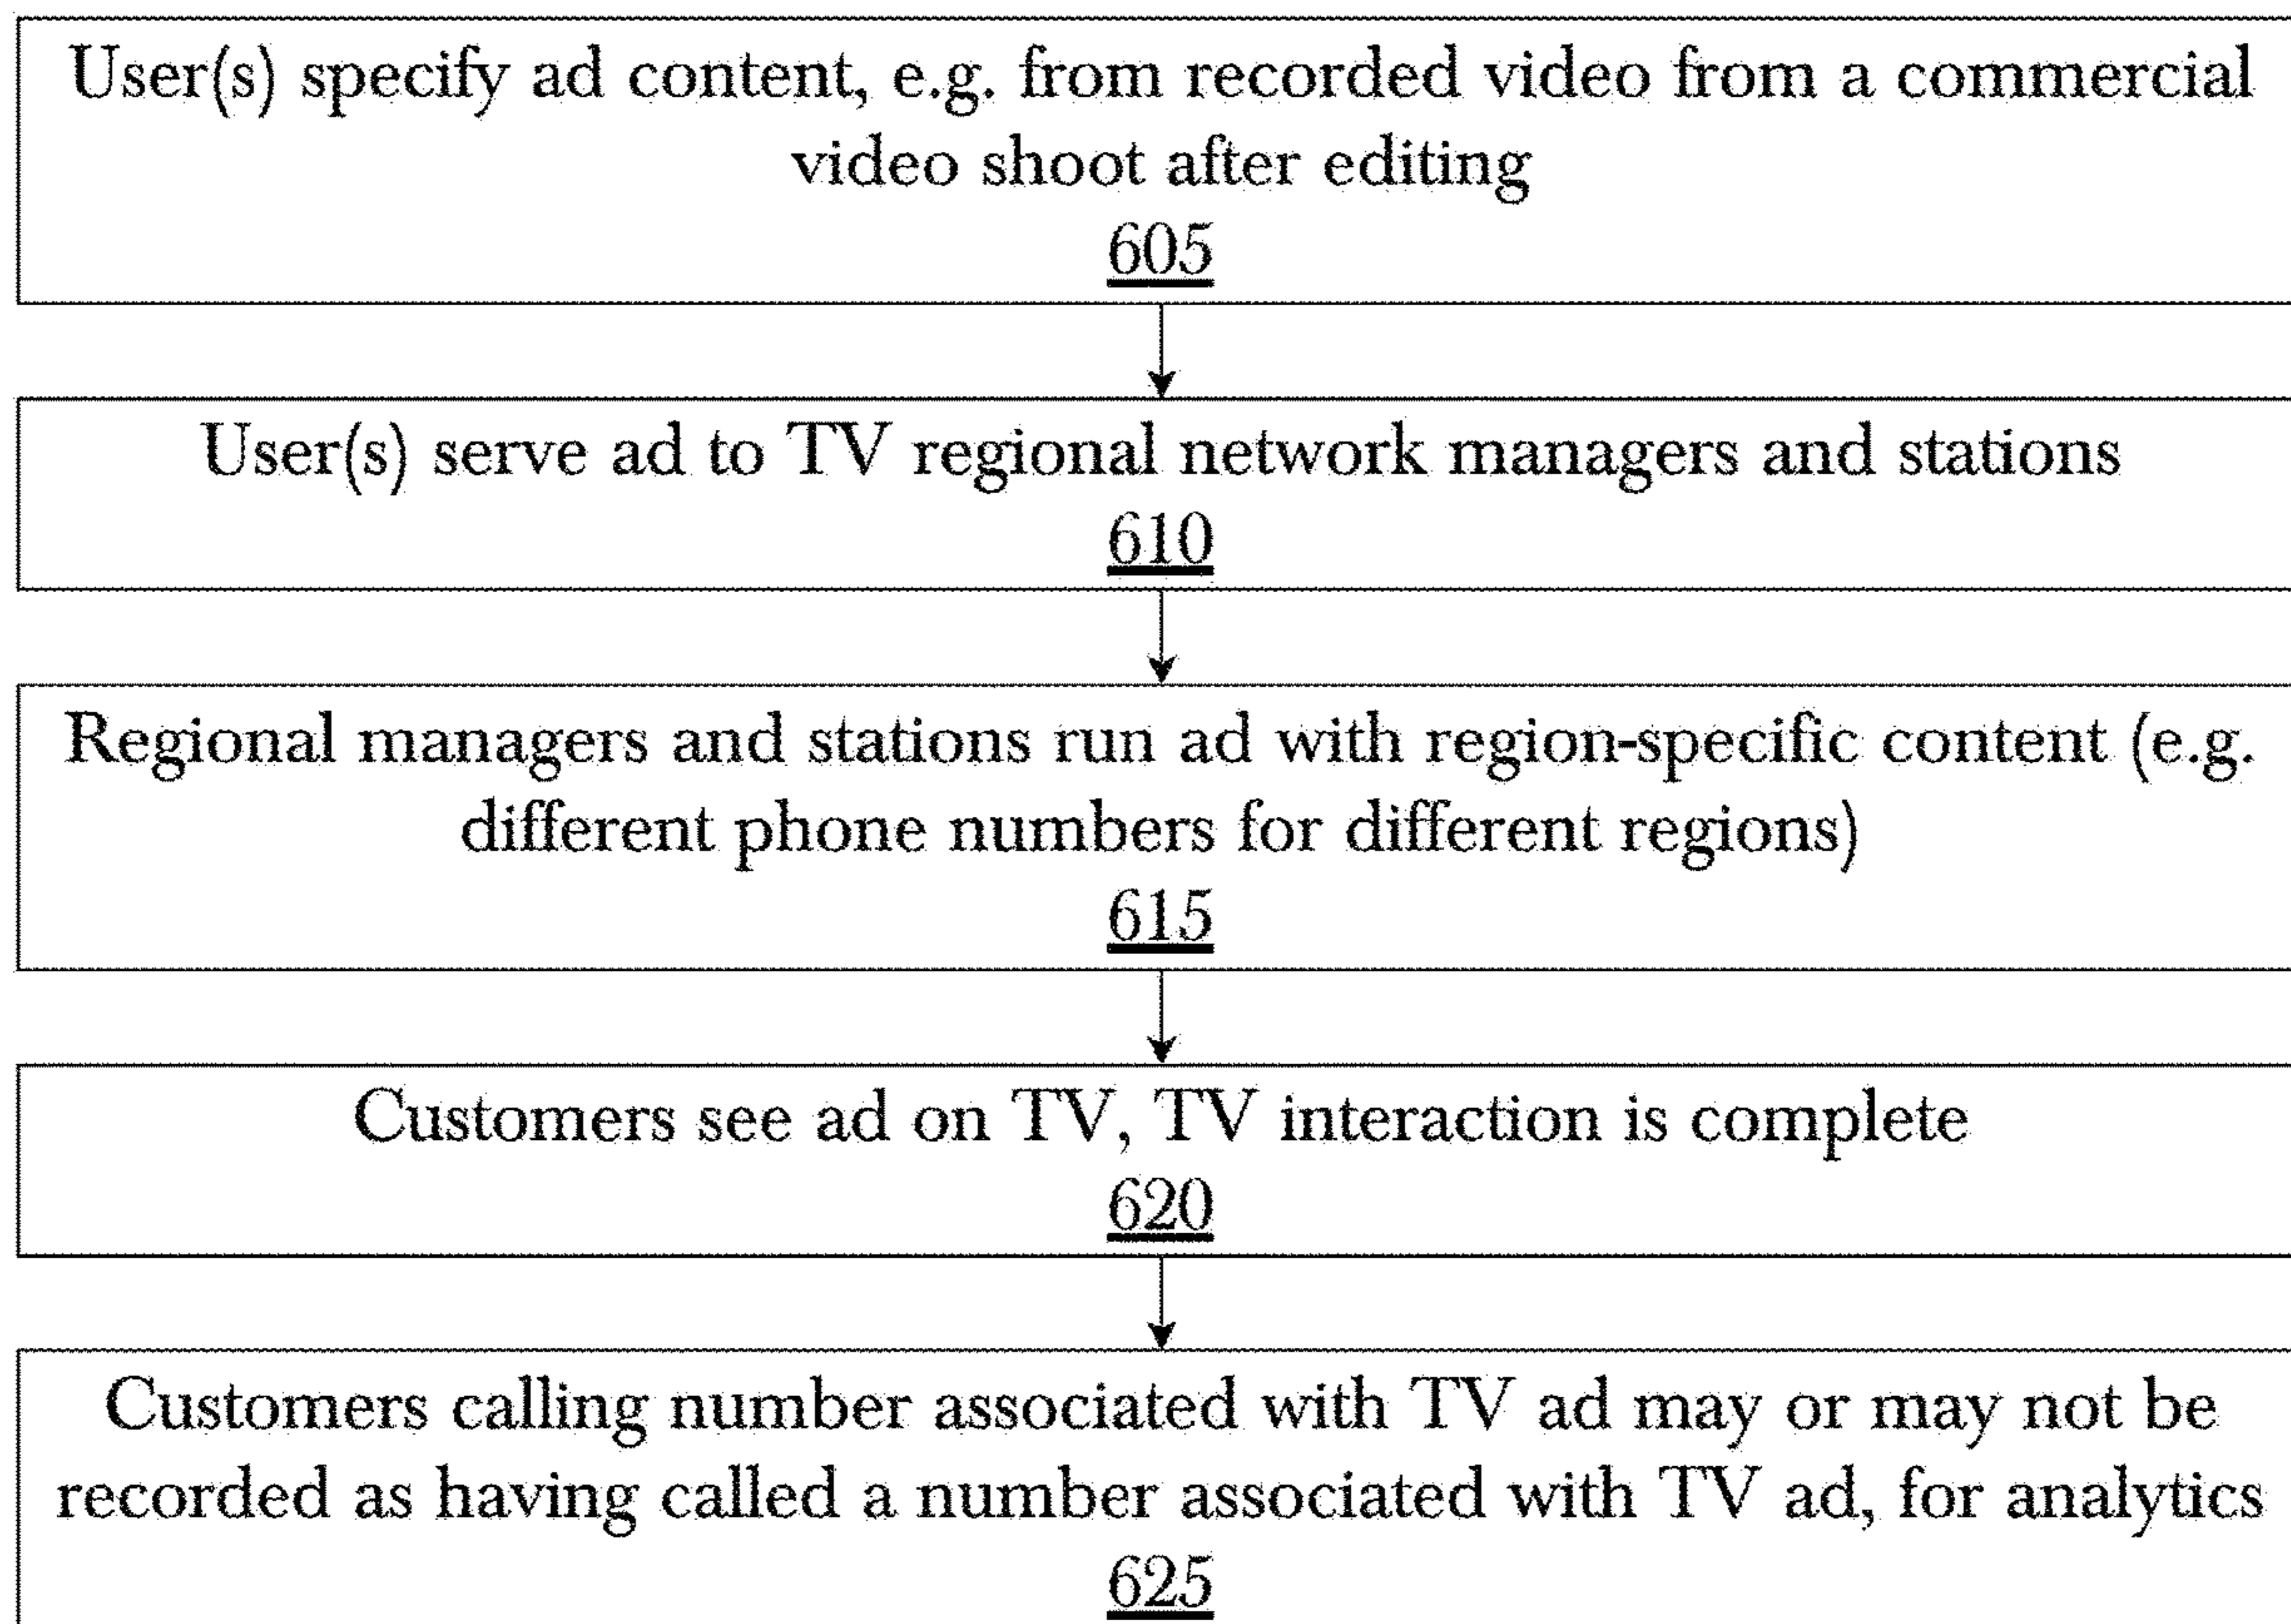 User(s) specify ad content, e.g. from recorded video from a commercial
video shoot after editing
605
User(s) serve ad to TV regional network managers and stations
610
Regional managers and stations run ad with region-specific content (e.g.
different phone numbers for different regions)
615
Customers see ad on TV, TV interaction is complete
620
Customers calling number associated with TV ad may or may not be
recorded as having called a number associated with TV ad, for analytics
625